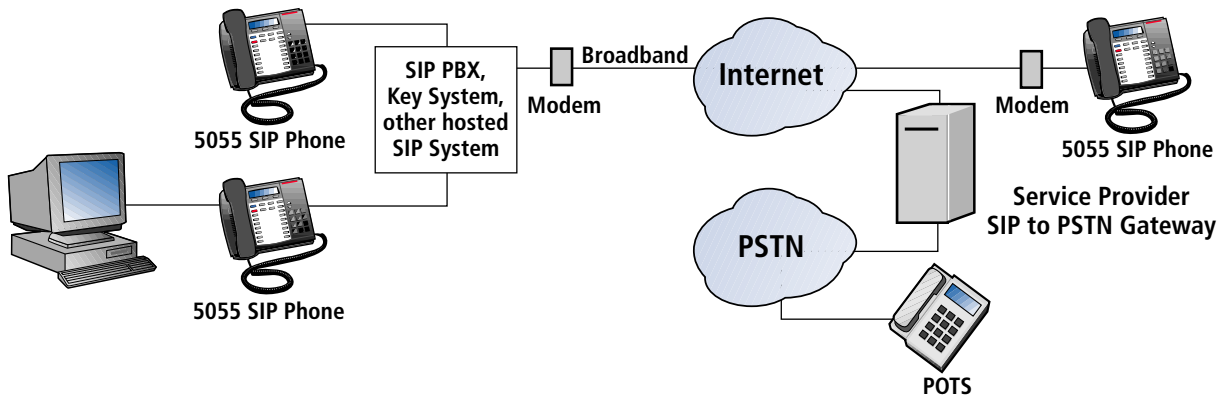 5055 SIP Phone
SIP PBX,
Key System,
other hosted
SIP System
5055 SIP Phone
Modem
Broadband
Internet
Modem
5055 SIP Phone
Service Provider
SIP to PSTN Gateway
PSTN
POTS